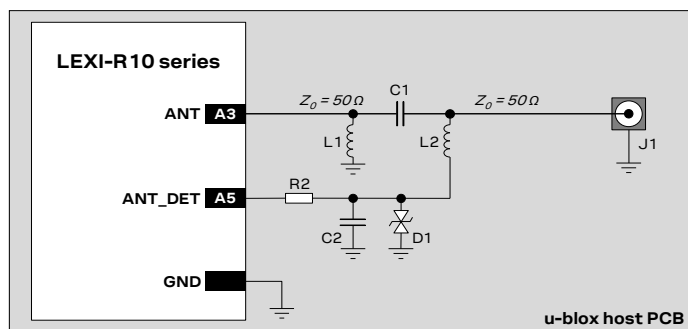 LEXI-R10 series
ANT A3
Z₀ = 50 Ω
C1
Z₀ = 50 Ω
L1
L2
J1
ANT_DET A5
R2
C2
D1
GND
u-blox host PCB